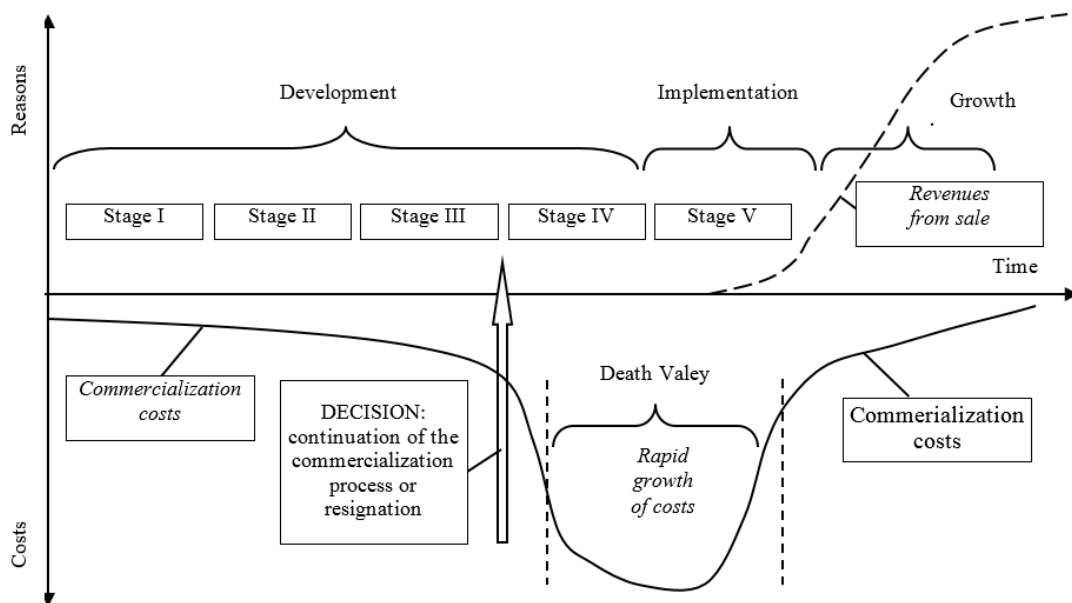 Reasons
Development
Implementation
Growth
Stage I
Stage II
Stage III
Stage IV
Stage V
Revenues
from sale
Time
Commercialization
costs
DECISION:
continuation of the
commercialization
process or
resignation
Death Valey
Rapid
growth
of costs
Commerialization
costs
Costs